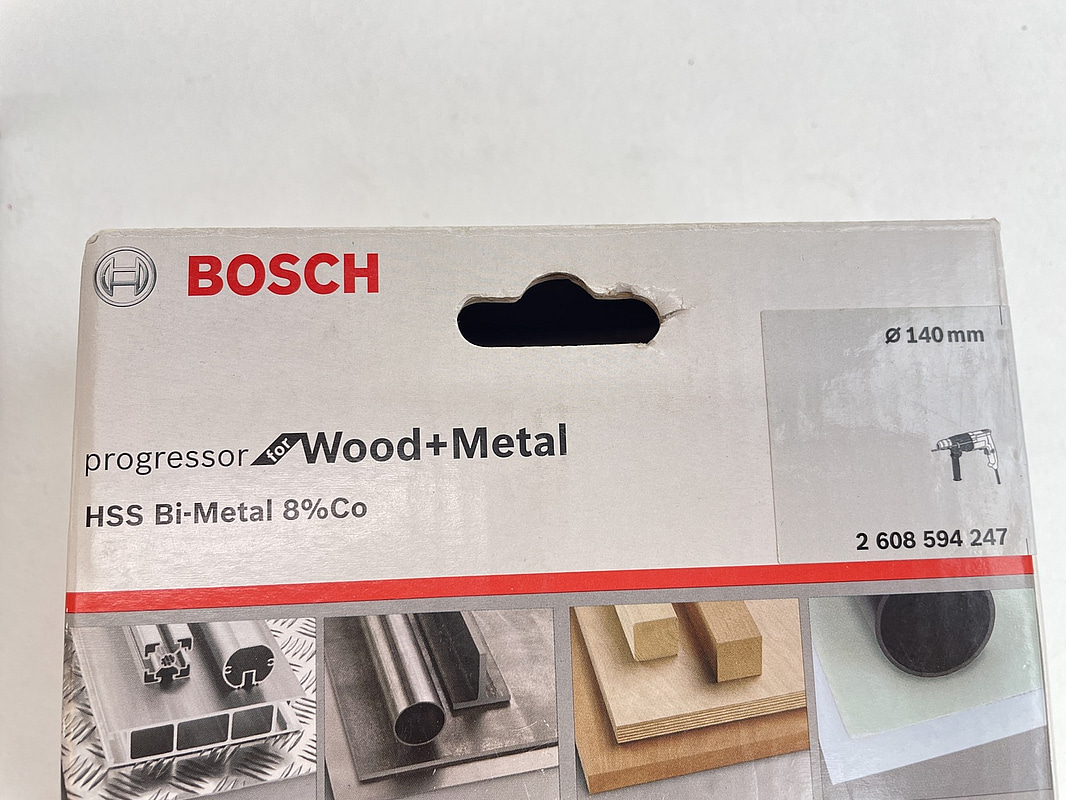 BOSCH
Ø 140 mm
progressor for Wood+Metal
HSS Bi-Metal 8%Co
2 608 594 247